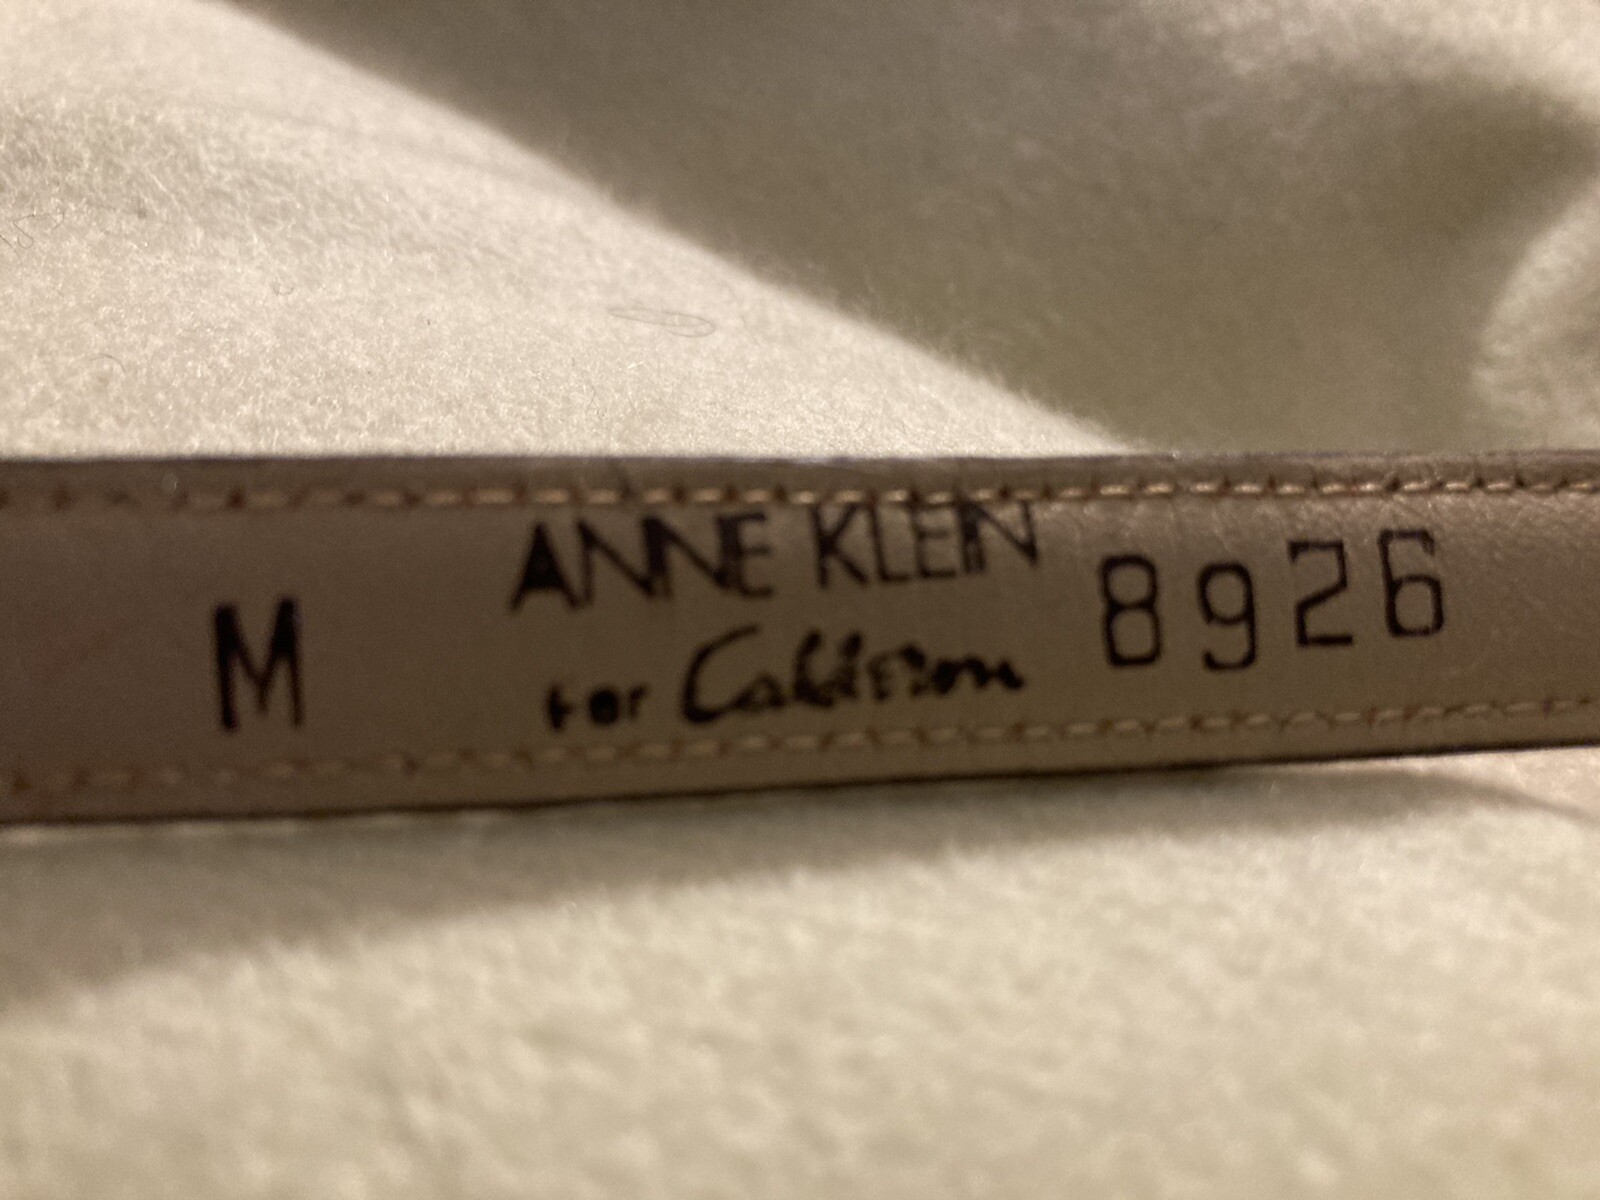 M
ANNE KLEIN
for Calderon
8926